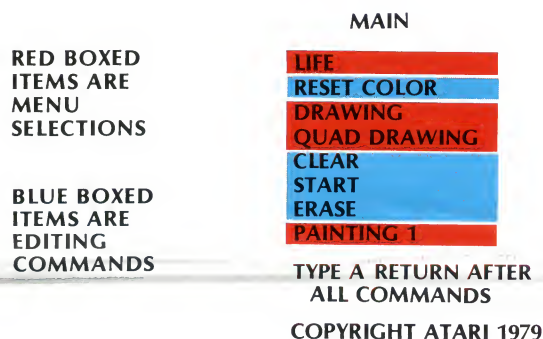 MAIN
RED BOXED
ITEMS ARE
MENU
SELECTIONS
BLUE BOXED
ITEMS ARE
EDITING
COMMANDS
LIFE
RESET COLOR
DRAWING
QUAD DRAWING
CLEAR
START
ERASE
PAINTING 1
TYPE A RETURN AFTER
ALL COMMANDS
COPYRIGHT ATARI 1979